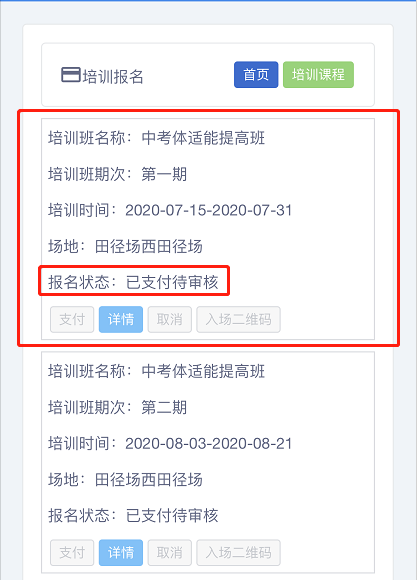 培训报名 首页 培训课程
培训班名称：中考体适能提高班
培训班期次：第一期
培训时间：2020-07-15-2020-07-31
场地：田径场西田径场
报名状态：已支付待审核
支付 详情 取消 入场二维码
培训班名称：中考体适能提高班
培训班期次：第二期
培训时间：2020-08-03-2020-08-21
场地：田径场西田径场
报名状态：已支付待审核
支付 详情 取消 入场二维码